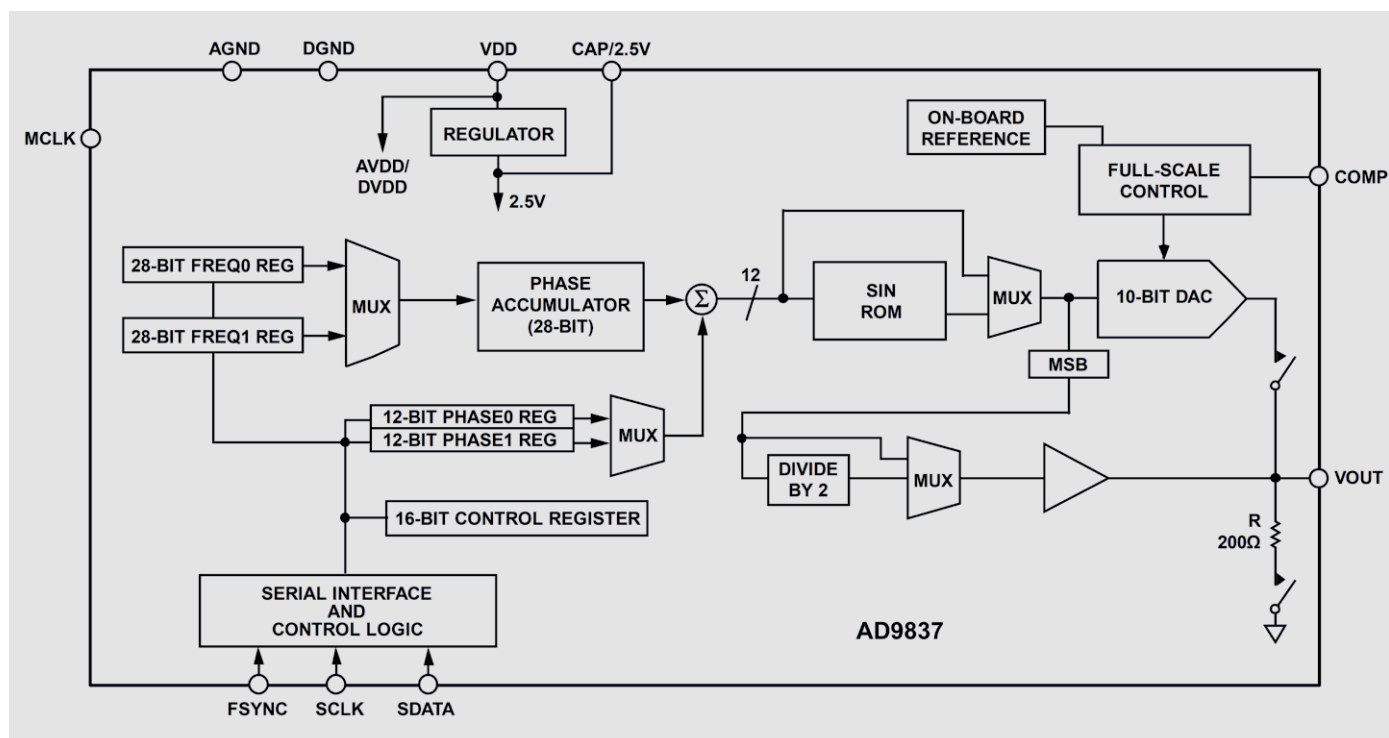 AGND
DGND
VDD
CAP/2.5V
MCLK
REGULATOR
AVDD/
DVDD
2.5V
ON-BOARD
REFERENCE
FULL-SCALE
CONTROL
COMP
28-BIT FREQ0 REG
28-BIT FREQ1 REG
MUX
PHASE
ACCUMULATOR
(28-BIT)
Σ
12
SIN
ROM
MUX
10-BIT DAC
MSB
12-BIT PHASE0 REG
12-BIT PHASE1 REG
MUX
DIVIDE
BY 2
MUX
VOUT
R
200Ω
16-BIT CONTROL REGISTER
SERIAL INTERFACE
AND
CONTROL LOGIC
AD9837
FSYNC
SCLK
SDATA